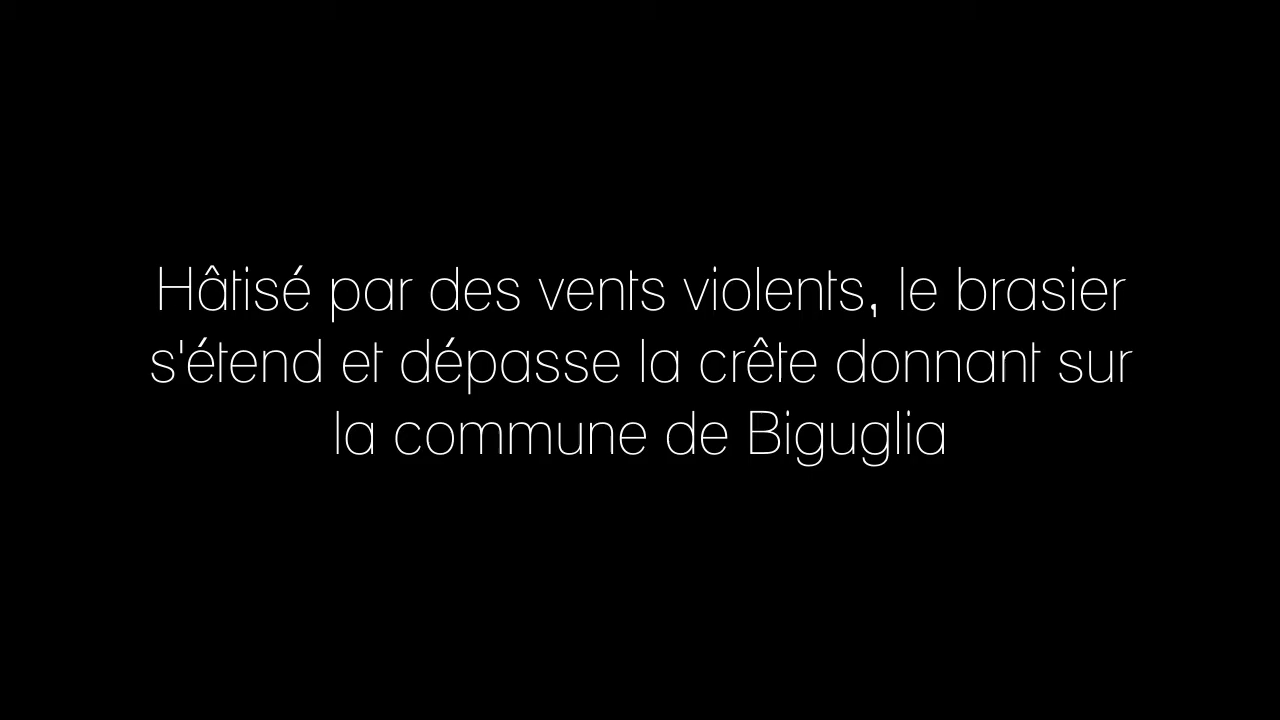 Hâtisé par des vents violents, le brasier
s'étend et dépasse la crête donnant sur
la commune de Biguglia